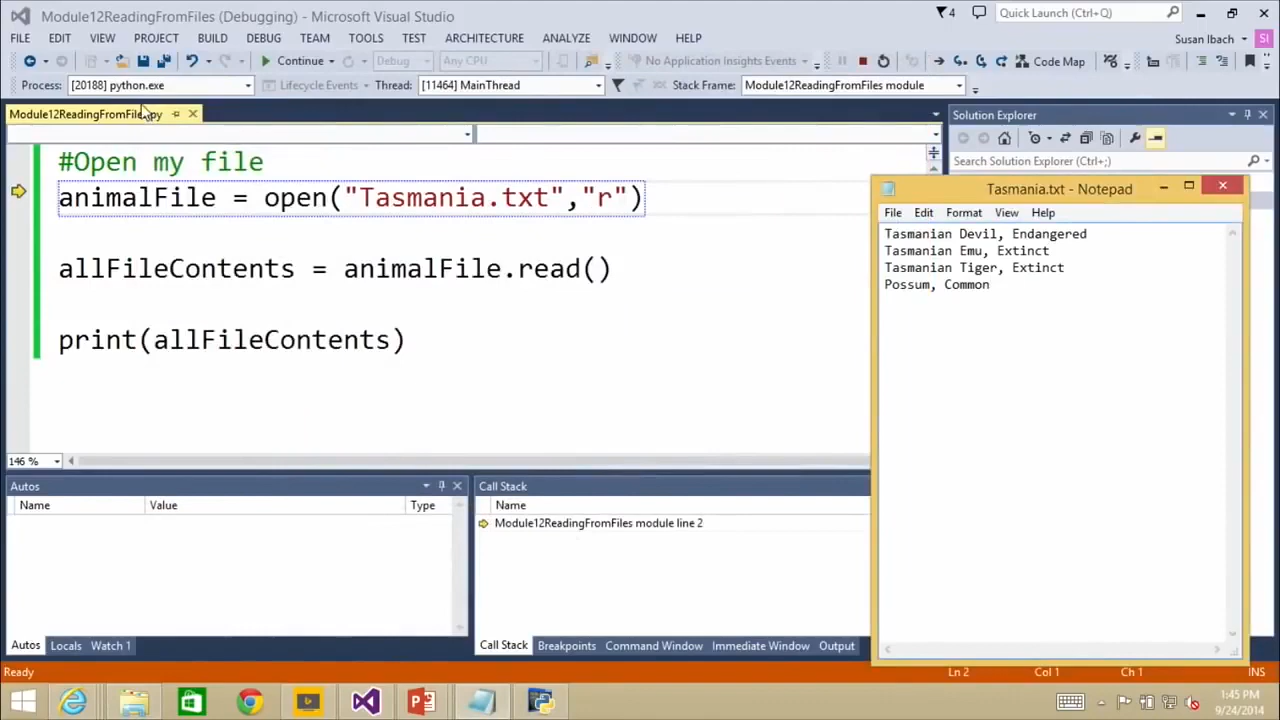 Module12ReadingFromFiles (Debugging) - Microsoft Visual Studio
4
Quick Launch (Ctrl+Q)
FILE EDIT VIEW PROJECT BUILD DEBUG TEAM TOOLS TEST ARCHITECTURE ANALYZE WINDOW HELP
Susan Ibach
SI
Continue Debug Any CPU No Application Insights Events Code Map
Process: [20188] python.exe Lifecycle Events Thread: [11464] MainThread Stack Frame: Module12ReadingFromFiles module
Solution Explorer
Search Solution Explorer (Ctrl+;)
#Open my file
animalFile = open("Tasmania.txt","r")
allFileContents = animalFile.read()
print(allFileContents)
Tasmania.txt - Notepad
File Edit Format View Help
Tasmanian Devil, Endangered
Tasmanian Emu, Extinct
Tasmanian Tiger, Extinct
Possum, Common
146 %
Autos
Name Value Type
Call Stack
Name
Module12ReadingFromFiles module line 2
Autos Locals Watch 1
Call Stack Breakpoints Command Window Immediate Window Output
Ready
Ln 2 Col 1 Ch 1
1:45 PM
9/24/2014